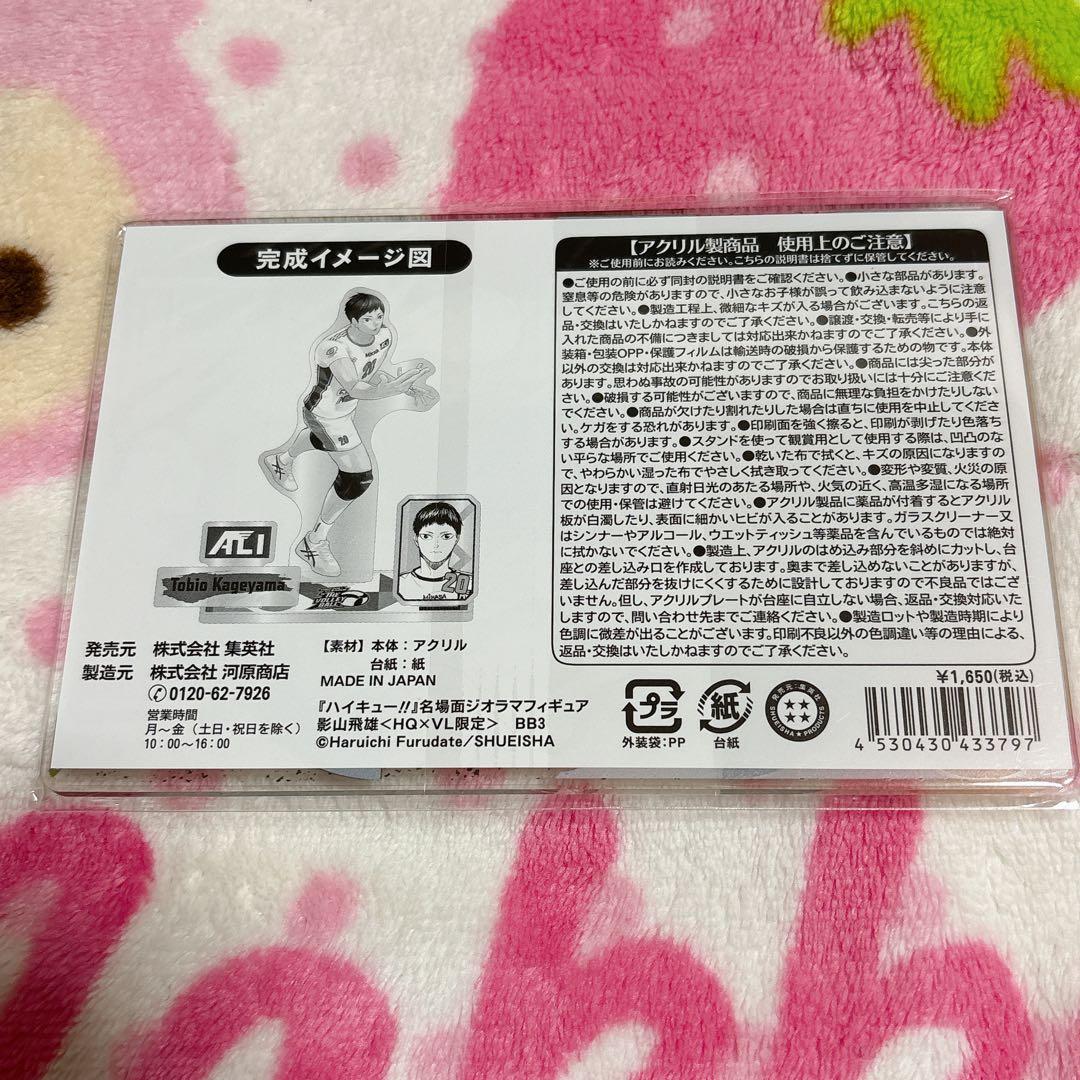 完成イメージ図
MIKASA
20
20
ALI
Tobio Kageyama
20
MIKASA
発売元 株式会社 集英社
製造元 株式会社 河原商店
0120-62-7926
営業時間
月〜金(土日・祝日を除く)
10:00〜16:00
【素材】本体:アクリル
台紙:紙
MADE IN JAPAN
『ハイキュー!!』名場面ジオラマフィギュア
影山飛雄<HQ×VL限定> BB3
©Haruichi Furudate/SHUEISHA
【アクリル製商品 使用上のご注意】
※ご使用前にお読みください。こちらの説明書は捨てずに保管してください。
●ご使用の前に必ず同封の説明書をご確認ください。●小さな部品があります。
窒息等の危険がありますので、小さなお子様が誤って飲み込まないように注意
してください。●製造工程上、微細なキズが入る場合がございます。こちらの返
品・交換はいたしかねますのでご了承ください。●譲渡・交換・転売等により手に
入れた商品の不備につきましては対応出来かねますのでご了承ください。●外
装箱・包装OPP・保護フィルムは輸送時の破損から保護するための物です。本体
以外の交換は対応出来かねますのでご了承ください。●商品には尖った部分が
あります。思わぬ事故の可能性がありますのでお取り扱いには十分にご注意くだ
さい。●破損する可能性がございますので、商品に無理な負担をかけたりしない
でください。●商品が欠けたり割れたりした場合は直ちに使用を中止してくださ
い。ケガをする恐れがあります。●印刷面を強く擦ると、印刷が剥げたり色落ち
する場合があります。●スタンドを使って観賞用として使用する際は、凹凸のな
い平らな場所でご使用ください。●乾いた布で拭くと、キズの原因になりますの
で、やわらかい湿った布でやさしく拭き取ってください。●変形や変質、火災の原
因となりますので、直射日光のあたる場所や、火気の近く、高温多湿になる場所
での使用・保管は避けてください。●アクリル製品に薬品が付着するとアクリル
板が白濁したり、表面に細かいヒビが入ることがあります。ガラスクリーナー又
はシンナーやアルコール、ウエットティッシュ等薬品を含んでいるものでは絶対
に拭かないでください。●製造上、アクリルのはめ込み部分を斜めにカットし、台
座との差し込み口を作成しております。奥まで差し込めないことがありますが、
差し込んだ部分を抜けにくくするために設計しておりますので不良品ではござ
いません。但し、アクリルプレートが台座に自立しない場合、返品・交換対応いた
しますので、問い合わせ先までご連絡ください。●製造ロットや製造時期により
色調に微差が出ることがございます。印刷不良以外の色調違い等の理由による、
返品・交換はいたしかねますのでご了承ください。
¥1,650(税込)
プラ
外装袋:PP
紙
台紙
発売元:集英社
SHUEISHA★PRODUCTS
4 530430 433797